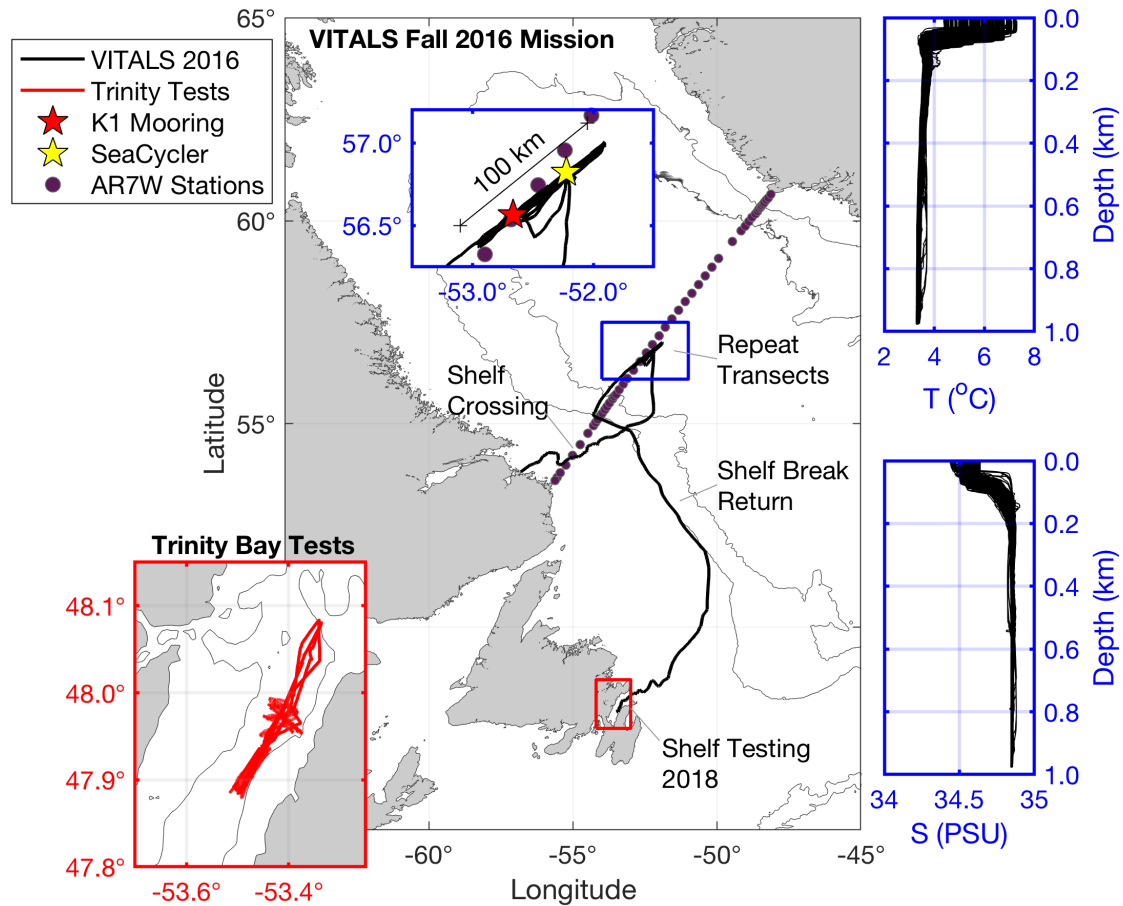 VITALS Fall 2016 Mission
VITALS 2016
Trinity Tests
K1 Mooring
SeaCycler
AR7W Stations
65°
60°
55°
Latitude
-60°
-55°
-50°
-45°
Longitude
57.0°
56.5°
-53.0°
-52.0°
100 km
Repeat
Transects
Shelf
Crossing
Shelf Break
Return
Shelf Testing
2018
Trinity Bay Tests
48.1°
48.0°
47.9°
47.8°
-53.6°
-53.4°
0.0
0.2
0.4
0.6
0.8
1.0
Depth (km)
2
4
6
8
T (°C)
0.0
0.2
0.4
0.6
0.8
1.0
Depth (km)
34
34.5
35
S (PSU)